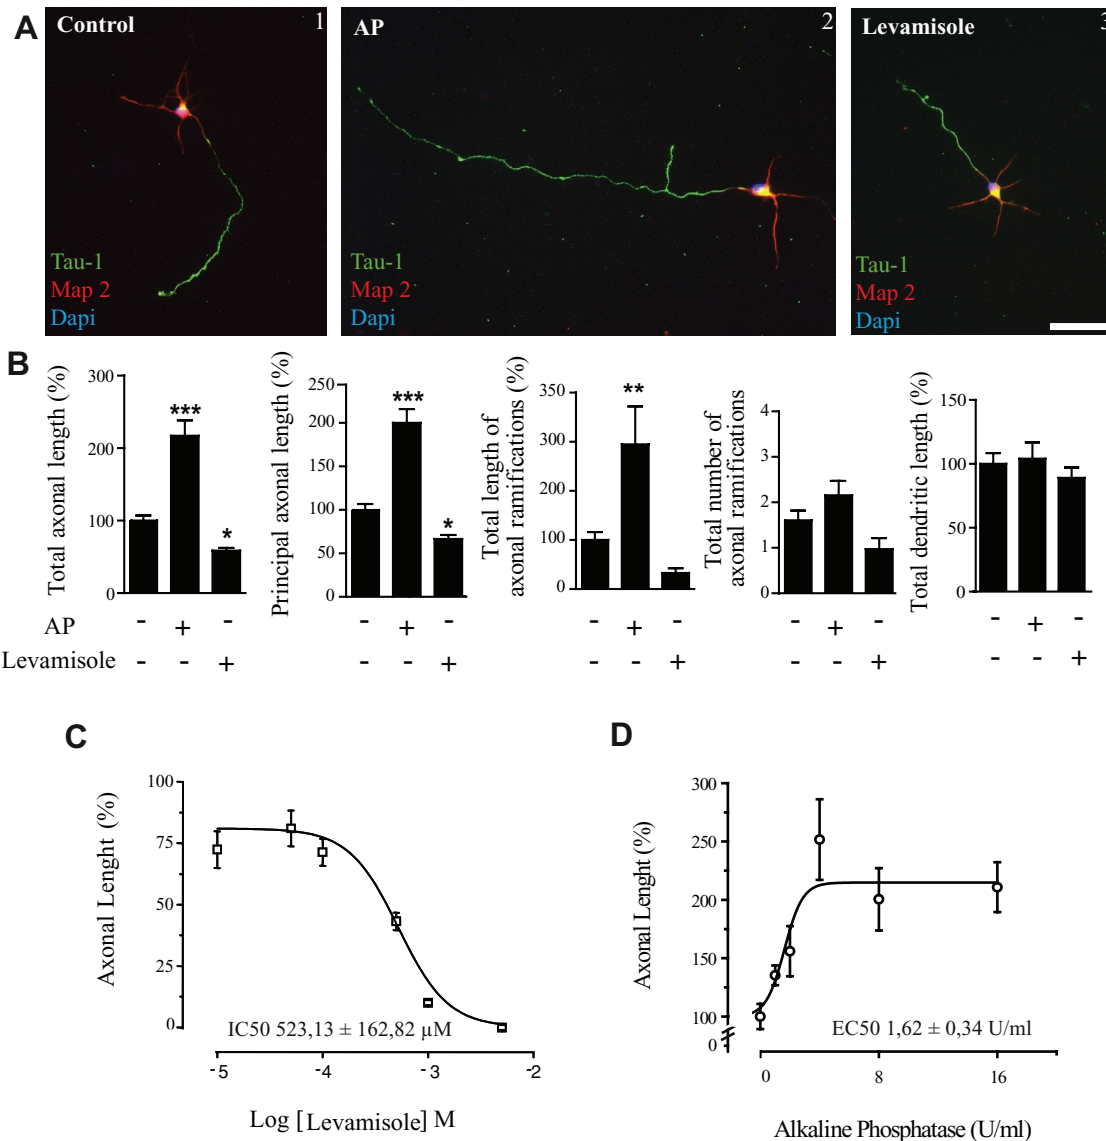 A
Control
1
AP
2
Levamisole
3
Tau-1
Map 2
Dapi
Tau-1
Map 2
Dapi
Tau-1
Map 2
Dapi
B
Total axonal length (%)
300
200
100
0
***
*
Principal axonal length (%)
250
200
150
100
50
0
***
*
Total length of
axonal ramifications (%)
350
300
100
0
**
Total number of
axonal ramifications
4
3
2
1
0
Total dendritic length (%)
150
100
50
0
AP - + - - + - - + - - + - - + -
Levamisole - - + - - + - - + - - + - - +
C
Axonal Lenght (%)
100
75
50
25
0
IC50 523,13 ± 162,82 µM
-5 -4 -3 -2
Log [Levamisole] M
D
Axonal Lenght (%)
300
250
200
150
100
0
EC50 1,62 ± 0,34 U/ml
0 8 16
Alkaline Phosphatase (U/ml)